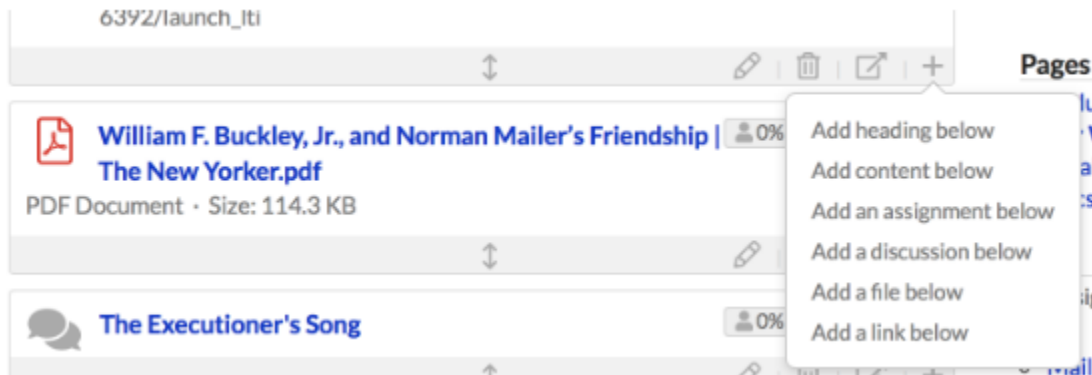 6392/launch_lti
Pages
William F. Buckley, Jr., and Norman Mailer's Friendship | 0%
The New Yorker.pdf
PDF Document · Size: 114.3 KB
The Executioner's Song 0%
Add heading below
Add content below
Add an assignment below
Add a discussion below
Add a file below
Add a link below